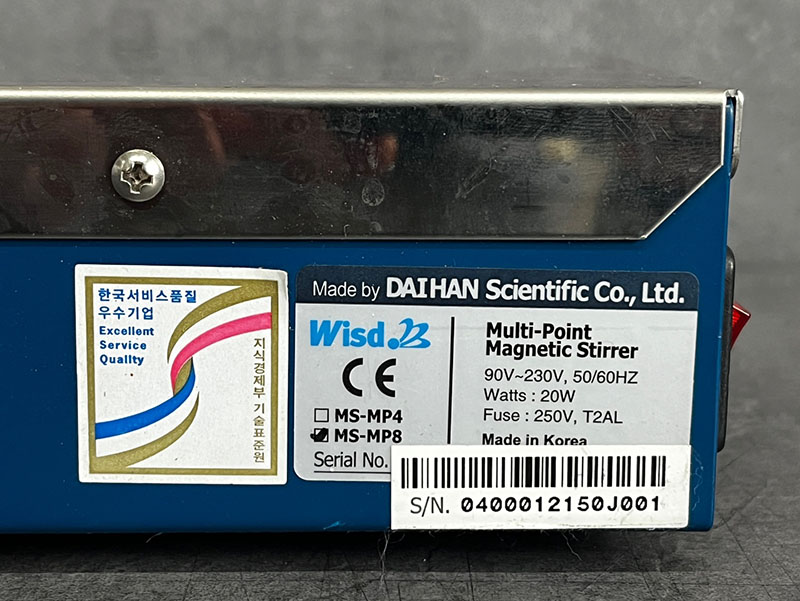 한국서비스품질
우수기업
Excellent
Service
Quality
지식경제부 기술표준원
Made by DAIHAN Scientific Co., Ltd.
Wisd.
CE
MS-MP4
MS-MP8
Serial No.
Multi-Point
Magnetic Stirrer
90V~230V, 50/60HZ
Watts : 20W
Fuse : 250V, T2AL
Made in Korea
S/N. 0400012150J001